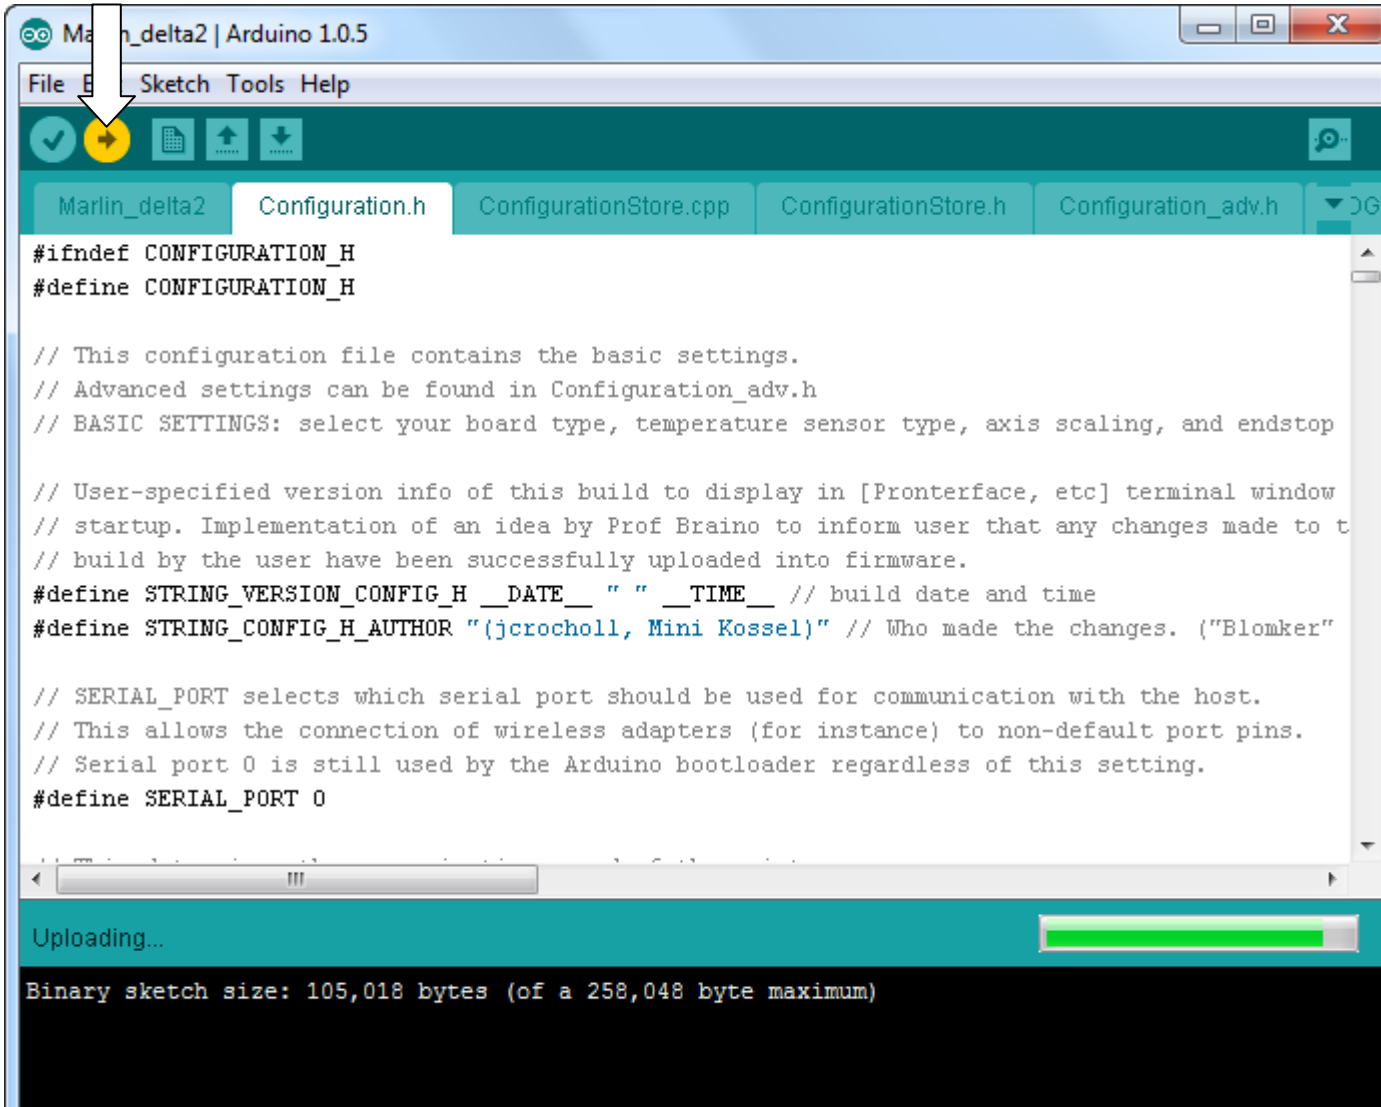 Ma n_delta2 | Arduino 1.0.5
File E Sketch Tools Help
Marlin_delta2 Configuration.h ConfigurationStore.cpp ConfigurationStore.h Configuration_adv.h DG
#ifndef CONFIGURATION_H
#define CONFIGURATION_H
// This configuration file contains the basic settings.
// Advanced settings can be found in Configuration_adv.h
// BASIC SETTINGS: select your board type, temperature sensor type, axis scaling, and endstop
// User-specified version info of this build to display in [Pronterface, etc] terminal window
// startup. Implementation of an idea by Prof Braino to inform user that any changes made to t
// build by the user have been successfully uploaded into firmware.
#define STRING_VERSION_CONFIG_H __DATE__ " " __TIME__ // build date and time
#define STRING_CONFIG_H_AUTHOR "(jcrocholl, Mini Kossel)" // Who made the changes. ("Blomker"
// SERIAL_PORT selects which serial port should be used for communication with the host.
// This allows the connection of wireless adapters (for instance) to non-default port pins.
// Serial port 0 is still used by the Arduino bootloader regardless of this setting.
#define SERIAL_PORT 0
Uploading...
Binary sketch size: 105,018 bytes (of a 258,048 byte maximum)